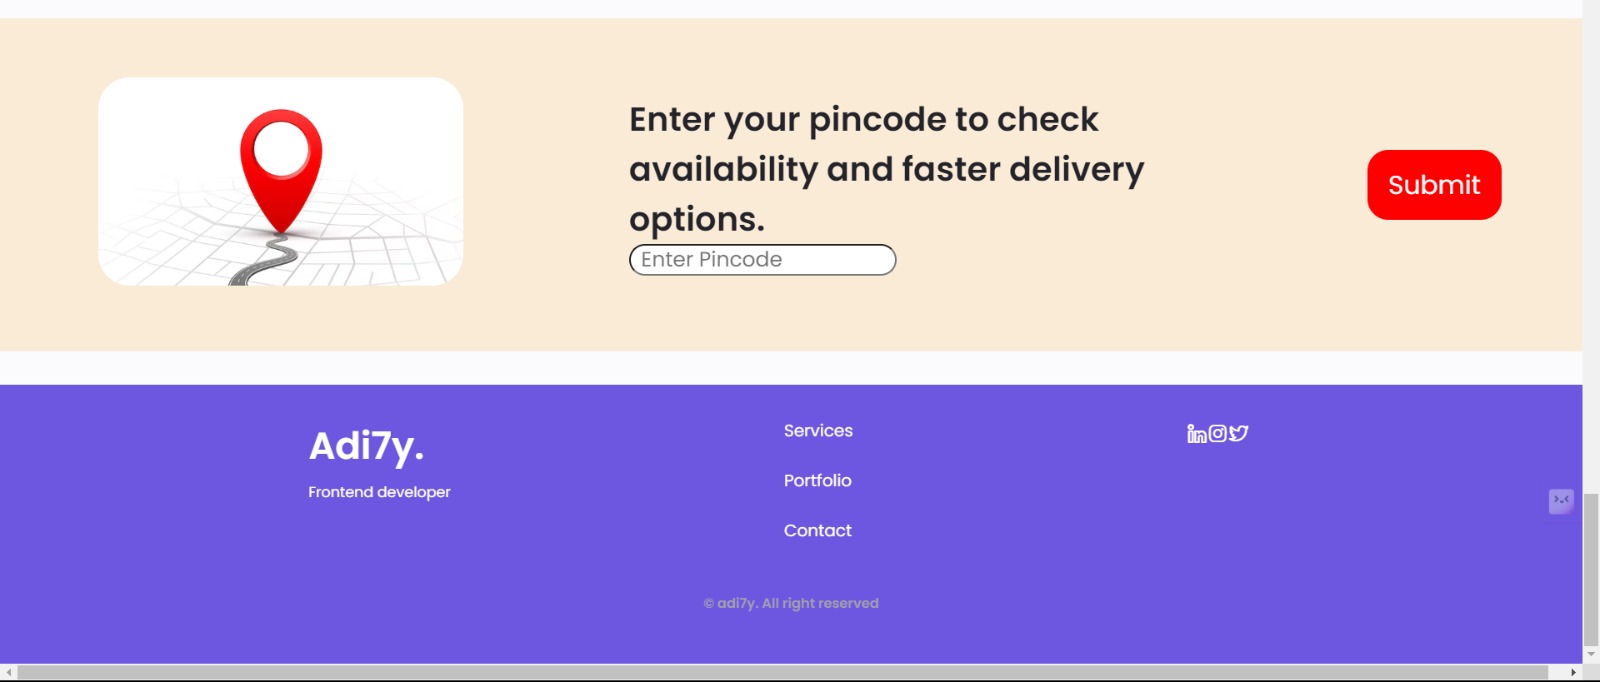 Enter your pincode to check
availability and faster delivery
options.
Enter Pincode
Submit
Adi7y.
Frontend developer
Services
Portfolio
Contact
© adi7y. All right reserved